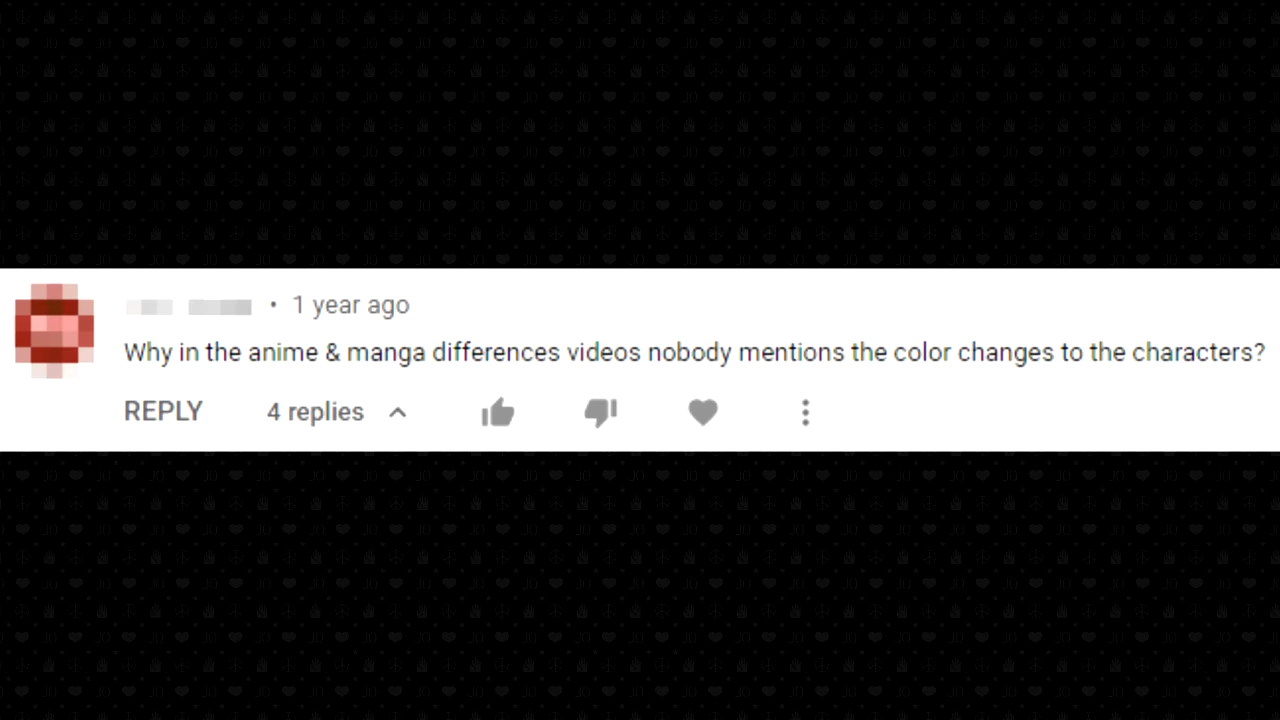 • 1 year ago
Why in the anime & manga differences videos nobody mentions the color changes to the characters?
REPLY 4 replies